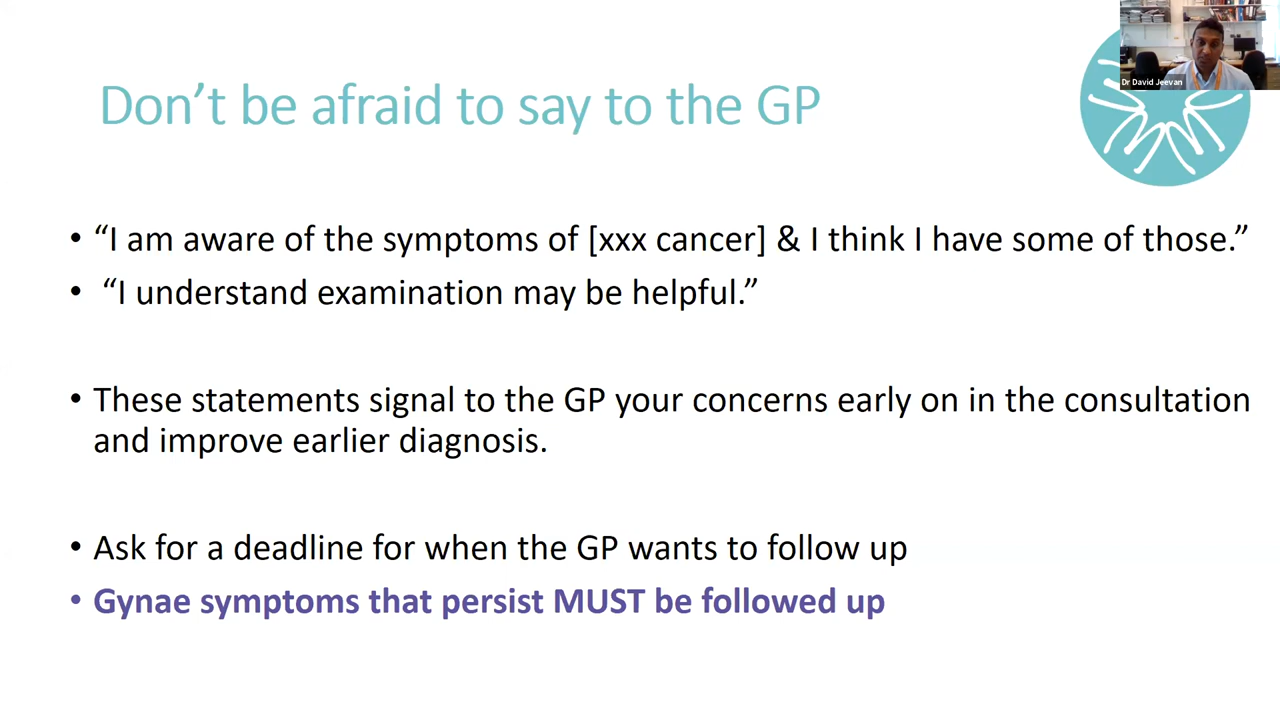 Dr David Jeevan
Don’t be afraid to say to the GP
• “I am aware of the symptoms of [xxx cancer] & I think I have some of those.”
• “I understand examination may be helpful.”
• These statements signal to the GP your concerns early on in the consultation
and improve earlier diagnosis.
• Ask for a deadline for when the GP wants to follow up
• Gynae symptoms that persist MUST be followed up